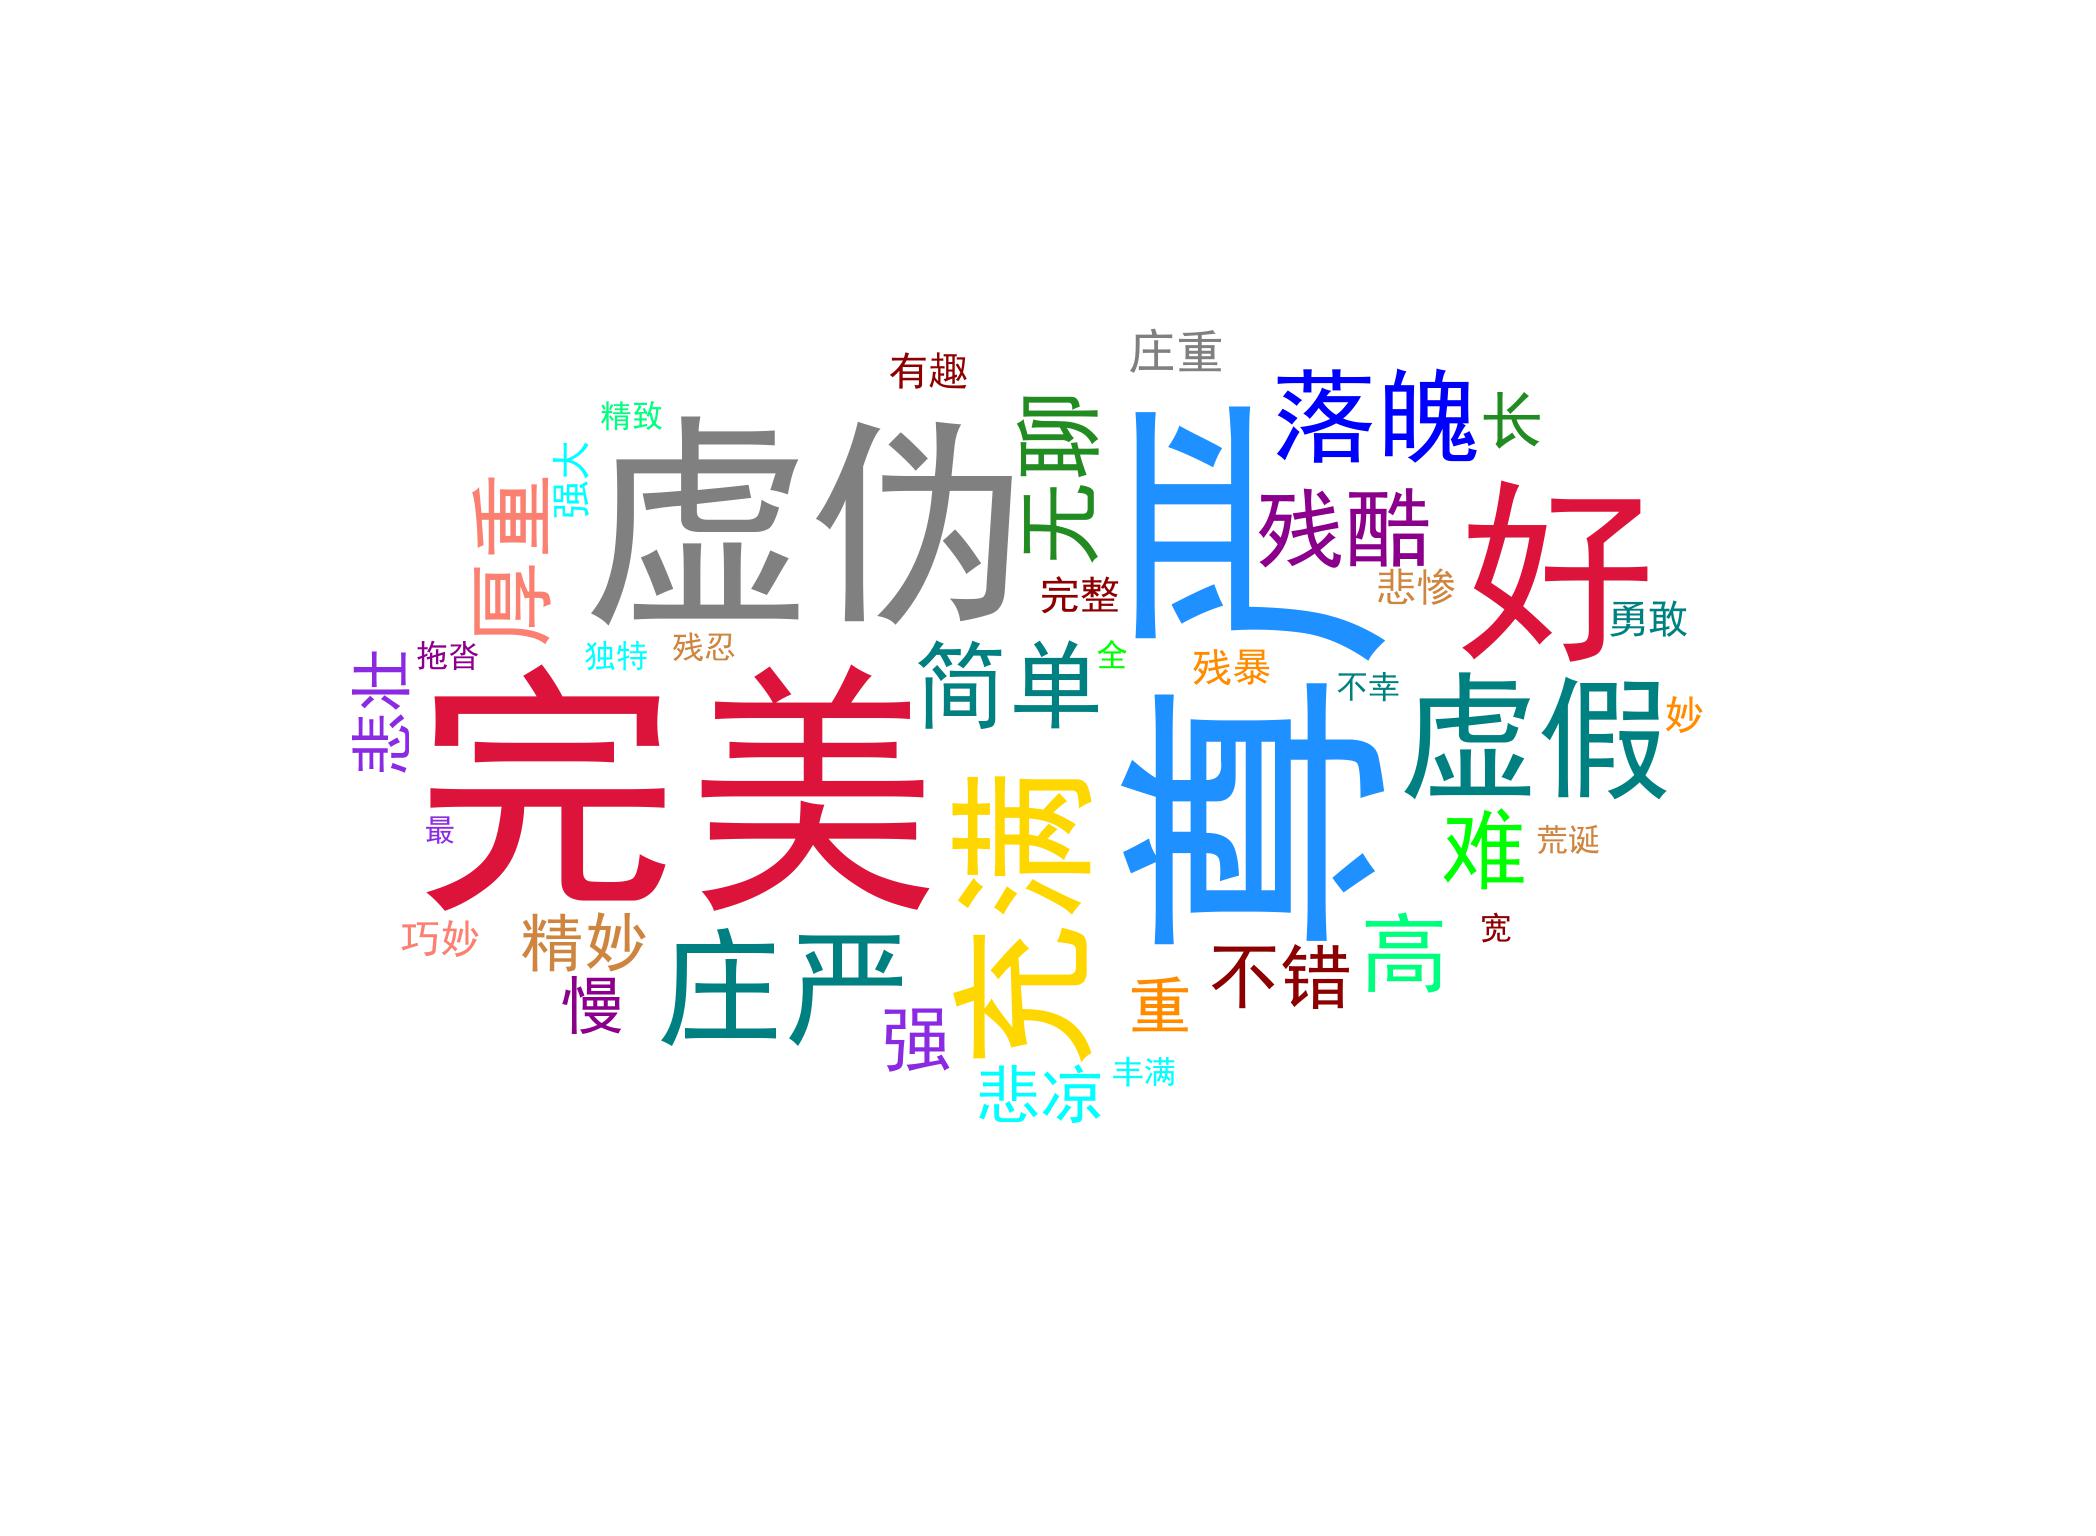 庄重
有趣
落魄
长
精致
无聊
强大
虚伪
尊严
残酷
好
厚重
悲惨
完整
勇敢
拖沓
独特
残忍
简单
全
残暴
不幸
虚假
妙
悲壮
完美
充满
最
难
荒诞
巧妙
精妙
庄严
高
宽
慢
强
重
不错
悲凉
丰满